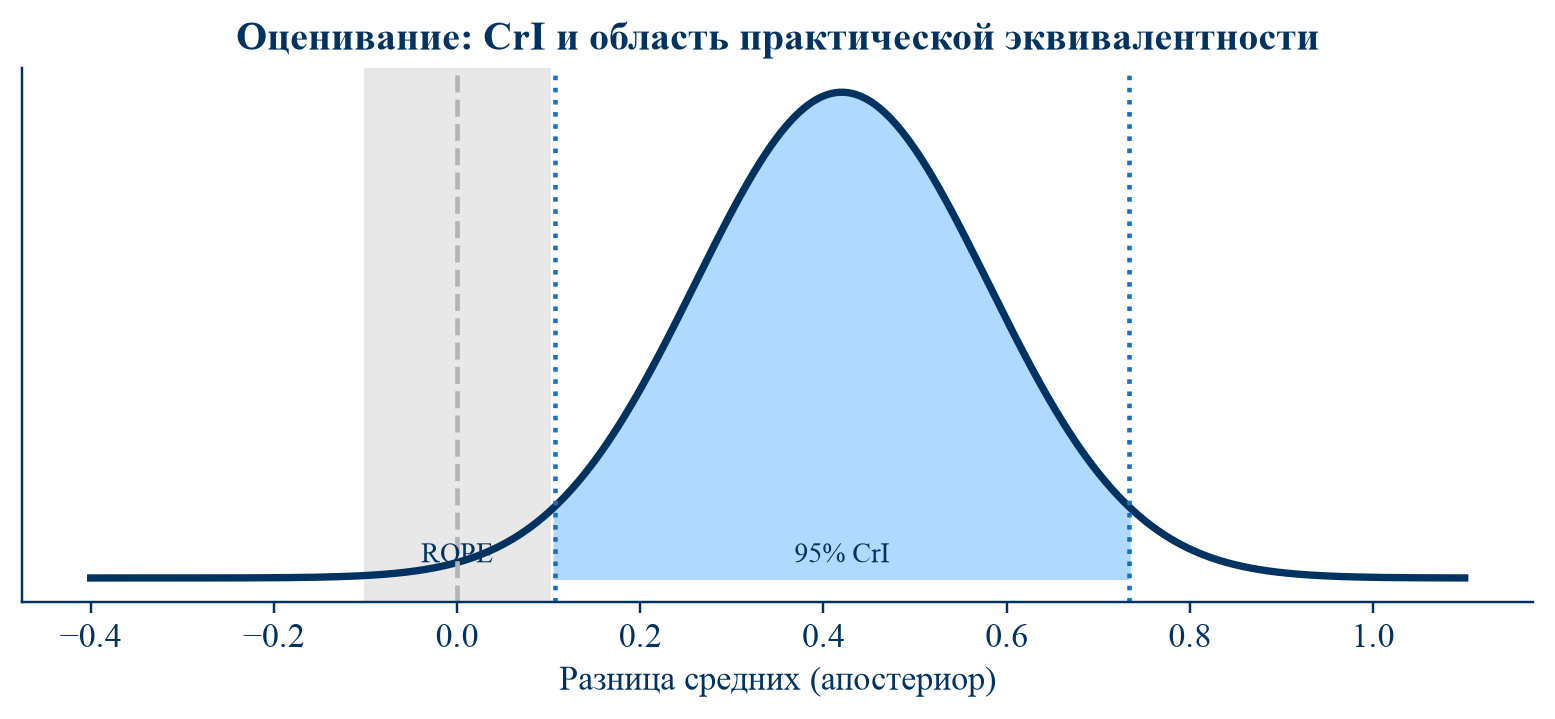 Оценивание: CrI и область практической эквивалентности
ROPE
95% CrI
−0.4 −0.2 0.0 0.2 0.4 0.6 0.8 1.0
Разница средних (апостериор)